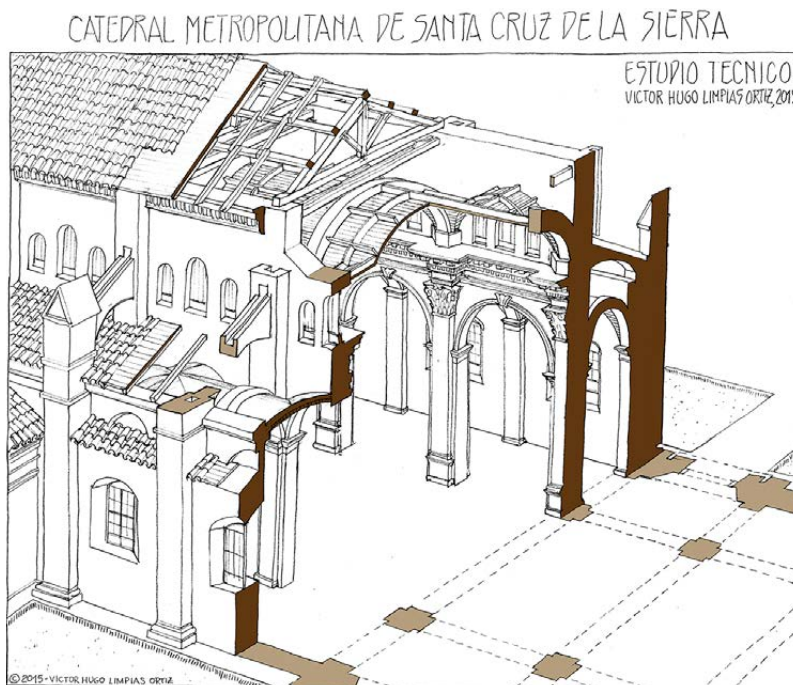 CATEDRAL METROPOLITANA DE SANTA CRUZ DE LA SIERRA
ESTUDIO TECNICO
VICTOR HUGO LIMPIAS ORTIZ, 2015
© 2015-VICTOR HUGO LIMPIAS ORTIZ